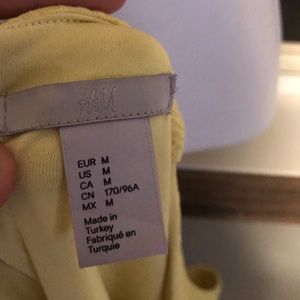 H&M
EUR M
US M
CA M
CN 170/96A
MX M
Made in
Turkey
Fabriqué en
Turquie